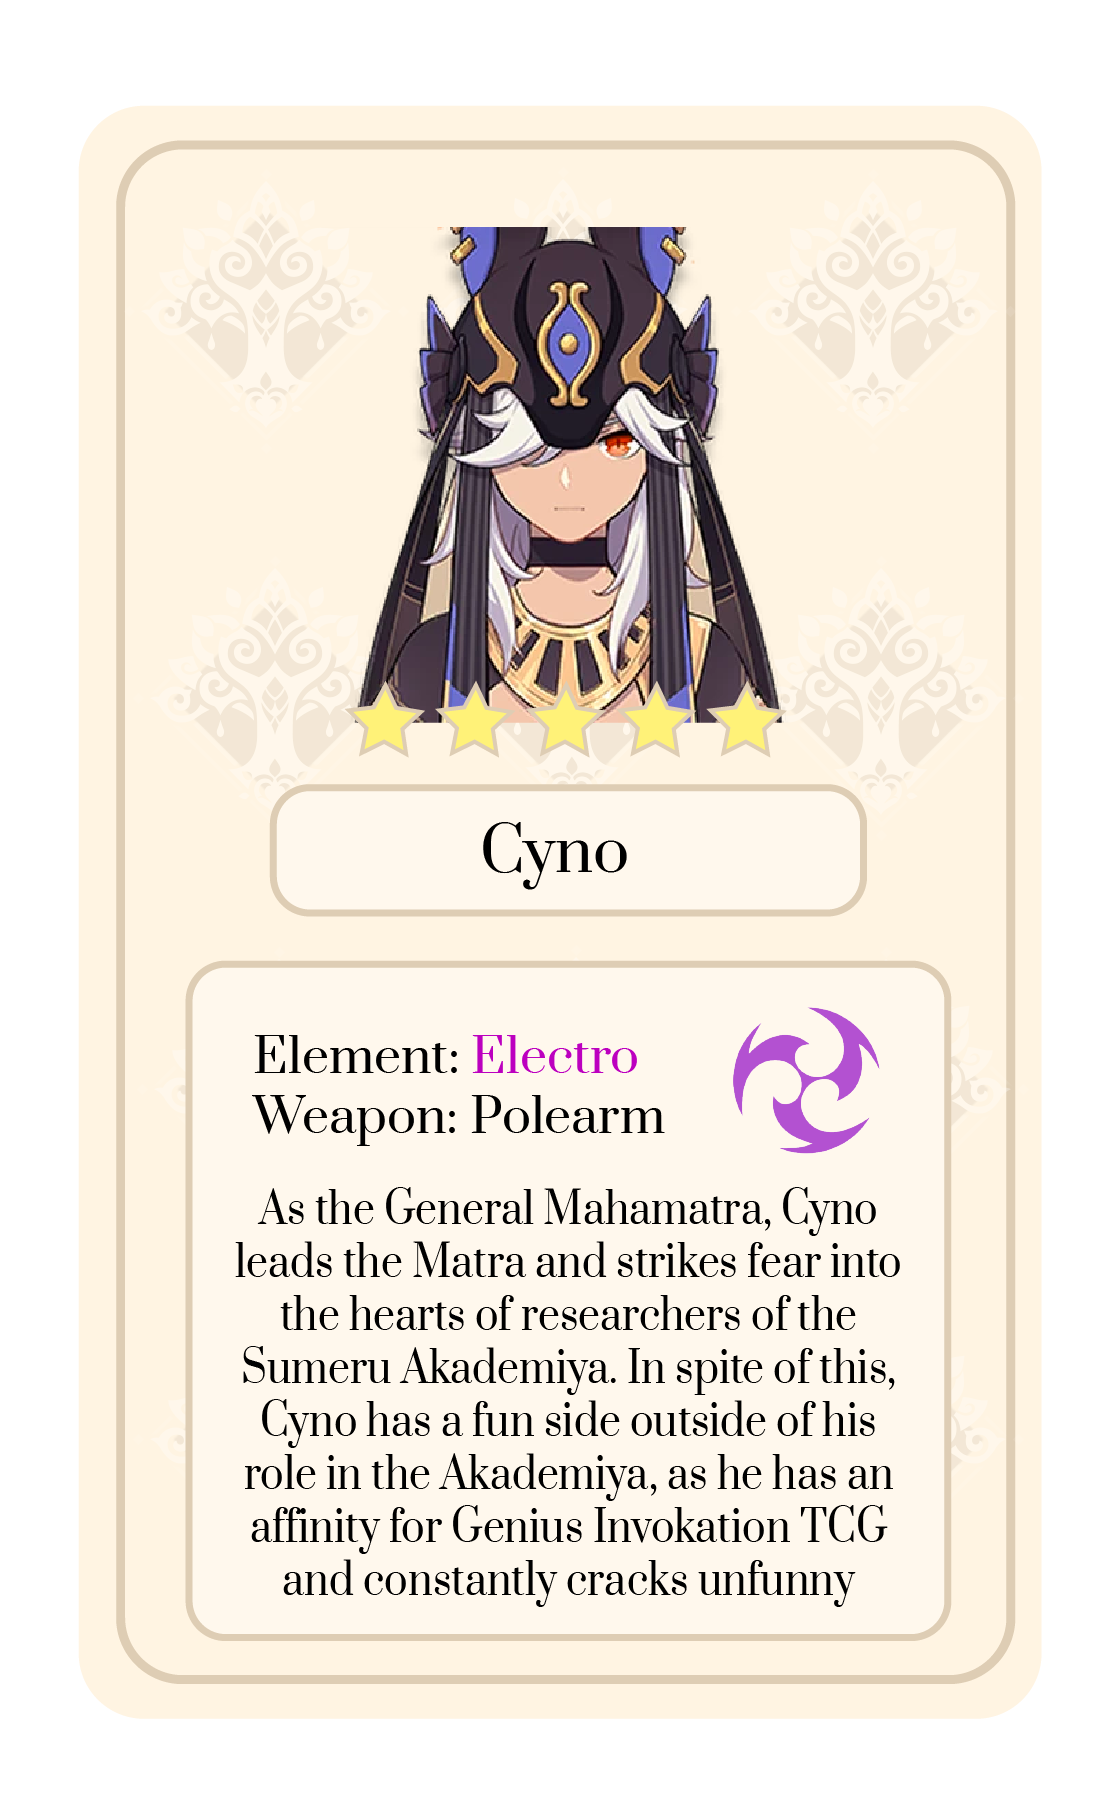 Cyno
Element: Electro
Weapon: Polearm
As the General Mahamatra, Cyno
leads the Matra and strikes fear into
the hearts of researchers of the
Sumeru Akademiya. In spite of this,
Cyno has a fun side outside of his
role in the Akademiya, as he has an
affinity for Genius Invokation TCG
and constantly cracks unfunny